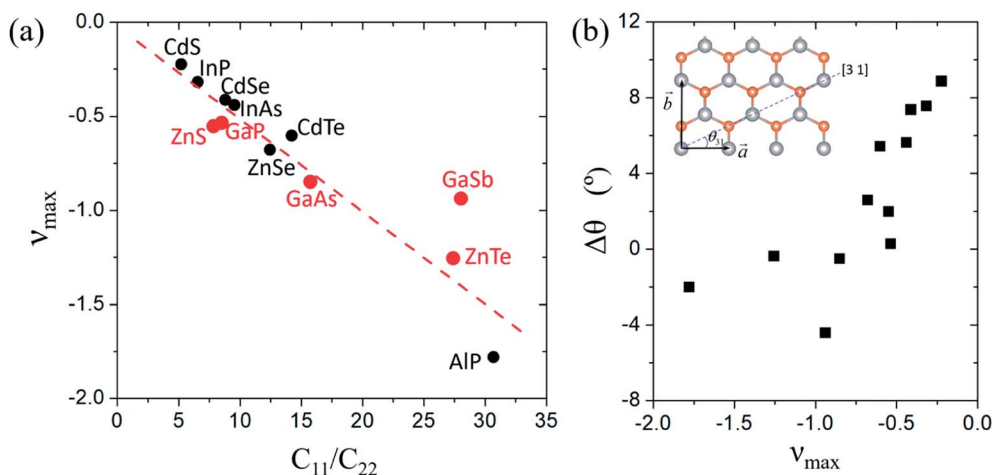 (a)
0.0
-0.5
-1.0
-1.5
-2.0
ν_max
CdS
InP
CdSe
InAs
ZnS
GaP
CdTe
ZnSe
GaAs
GaSb
ZnTe
AlP
0 5 10 15 20 25 30 35
C₁₁/C₂₂
(b)
12
8
4
0
-4
-8
Δθ (º)
[3 1]
b⃗
θ₃₁
a⃗
-2.0 -1.5 -1.0 -0.5 0.0
ν_max